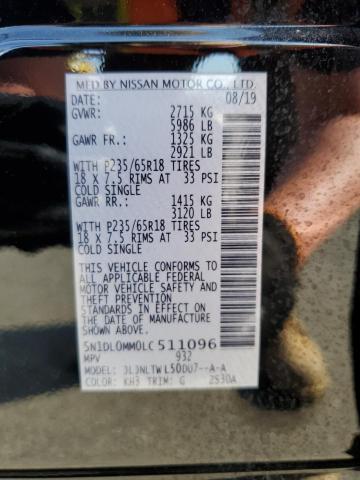 MFD BY NISSAN MOTOR CO., LTD.
DATE: 08/19
GVWR: 2715 KG
5986 LB
GAWR FR.: 1325 KG
2921 LB
WITH P235/65R18 TIRES
18 X 7.5 RIMS AT 33 PSI
COLD SINGLE
GAWR RR.: 1415 KG
3120 LB
WITH P235/65R18 TIRES
18 X 7.5 RIMS AT 33 PSI
COLD SINGLE
THIS VEHICLE CONFORMS TO
ALL APPLICABLE FEDERAL
MOTOR VEHICLE SAFETY
AND THEFT PREVENTION
STANDARDS IN EFFECT ON
THE DATE OF MANUFACTURE
SHOWN ABOVE.
5N1DL0MM0LC511096
MPV 932
MODEL:
COLOR: KH3 TRIM: G 2530A